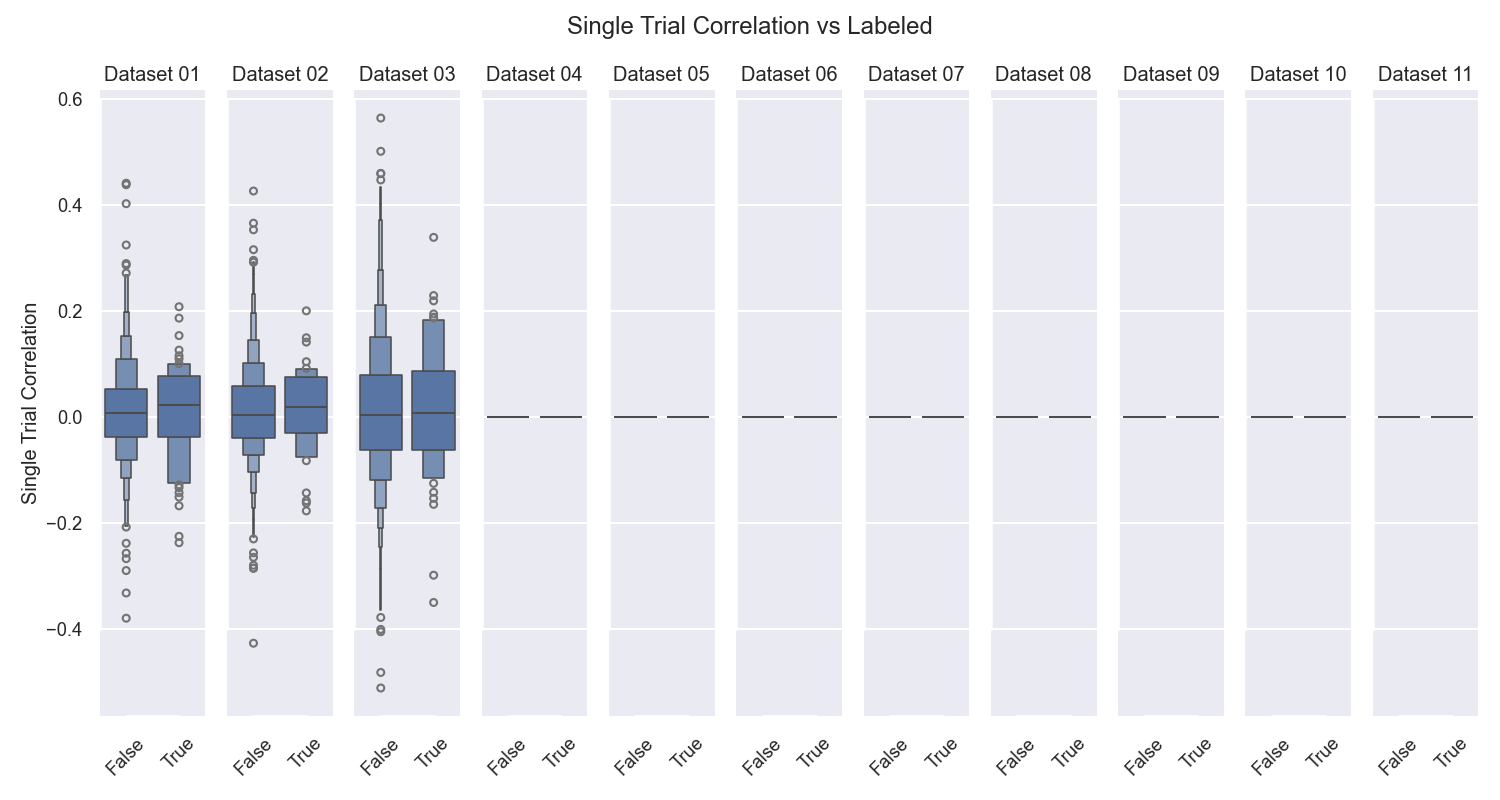 Single Trial Correlation vs Labeled
Dataset 01 Dataset 02 Dataset 03 Dataset 04 Dataset 05 Dataset 06 Dataset 07 Dataset 08 Dataset 09 Dataset 10 Dataset 11
0.6
0.4
0.2
0.0
−0.2
−0.4
Single Trial Correlation
False True False True False True False True False True False True False True False True False True False True False True